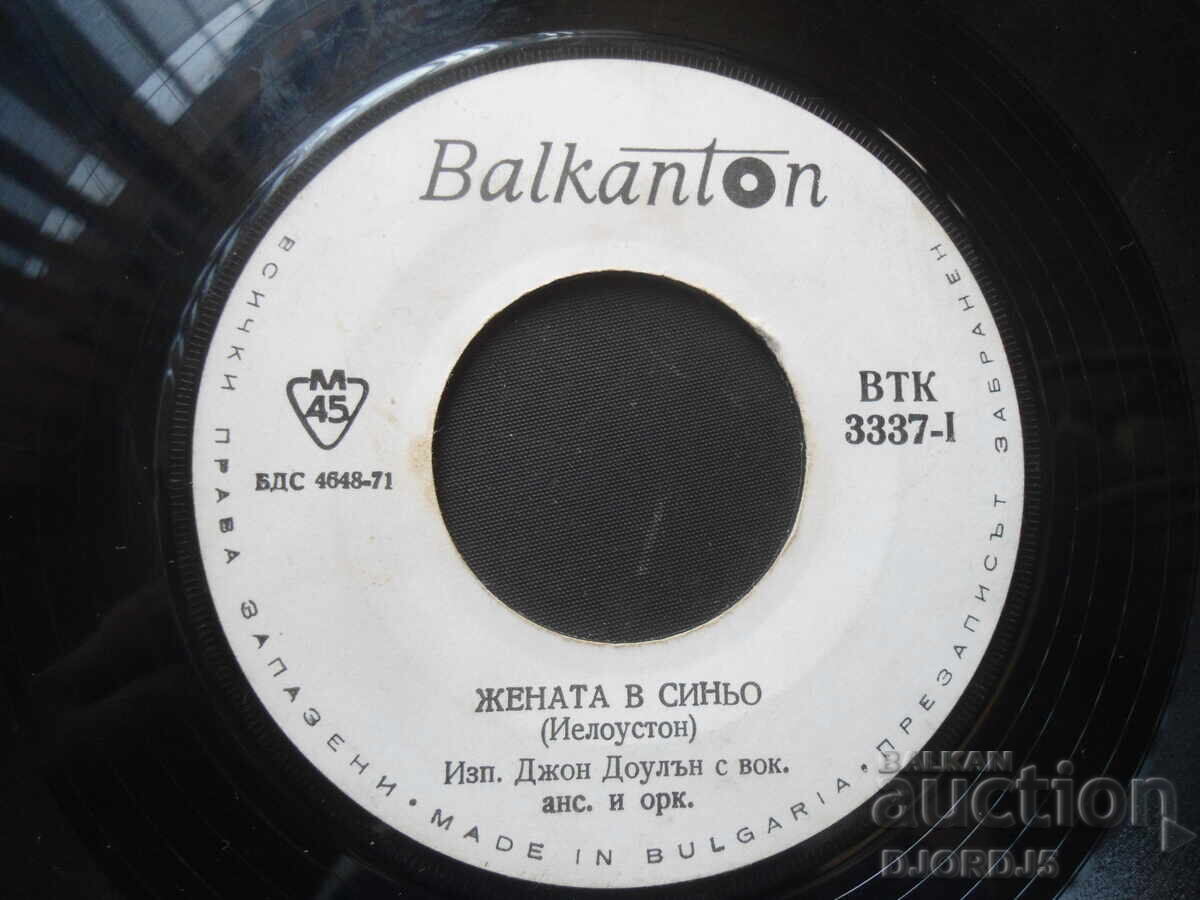 Balkanton
ВСИЧКИ ПРАВА ЗАПАЗЕНИ • MADE IN BULGARIA • ПРЕЗАПИСЪТ ЗАБРАНЕН
М
45
БДС 4648-71
ВТК
3337-I
ЖЕНАТА В СИНЬО
(Иелоустон)
Изп. Джон Доулън с вок.
анс. и орк.
BALKAN
auction
DJORDJ5